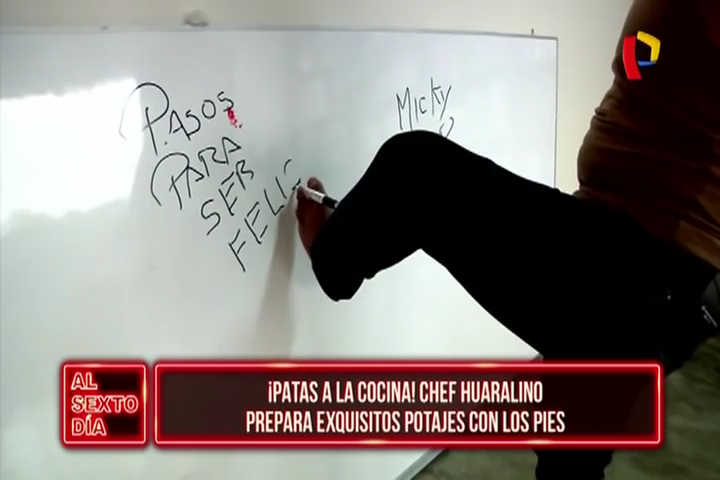 PASOS
PARA
SER
FELIZ
Micky
AL
SEXTO
DÍA
¡PATAS A LA COCINA! CHEF HUARALINO
PREPARA EXQUISITOS POTAJES CON LOS PIES